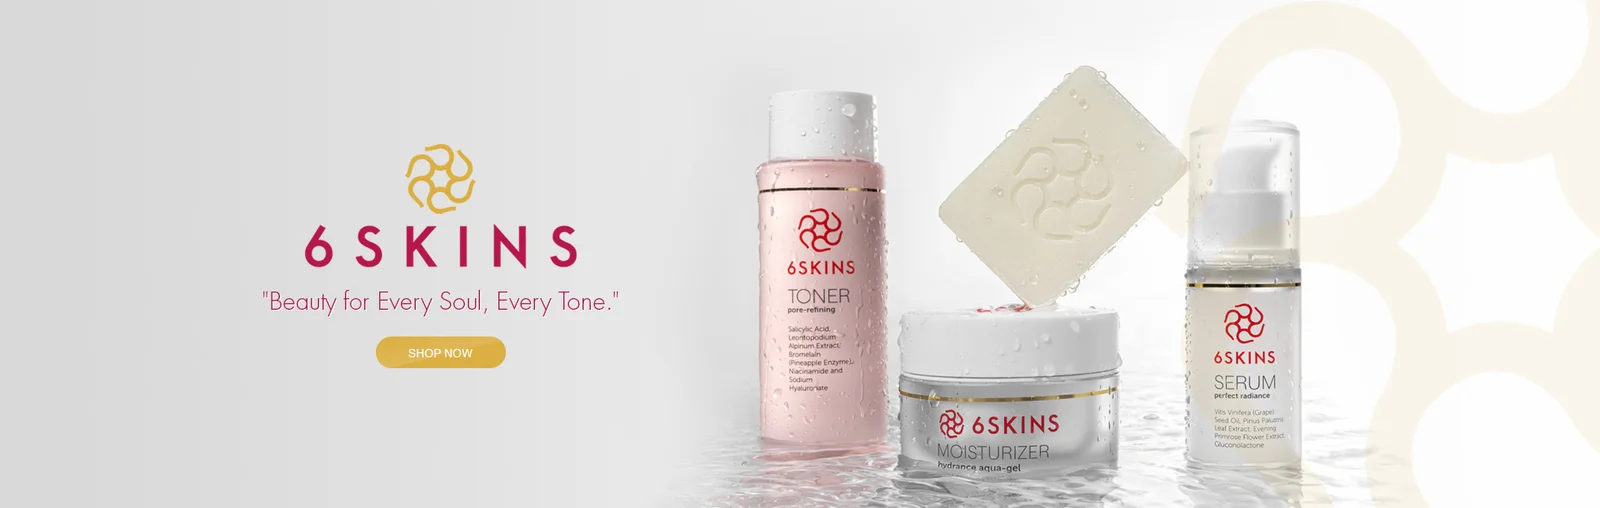 6SKINS
"Beauty for Every Soul, Every Tone."
SHOP NOW
6SKINS
TONER
pore-refining
Salicylic Acid,
Leontopodium
Alpinum Extract,
Bromelain
(Pineapple Enzyme),
Niacinamide and
Sodium
Hyaluronate
6SKINS
MOISTURIZER
hydrance aqua-gel
6SKINS
SERUM
perfect radiance
Vitis Vinifera (Grape)
Seed Oil, Pinus
Leaf Extract, Evening
Primrose Flower Extract,
Gluconolactone